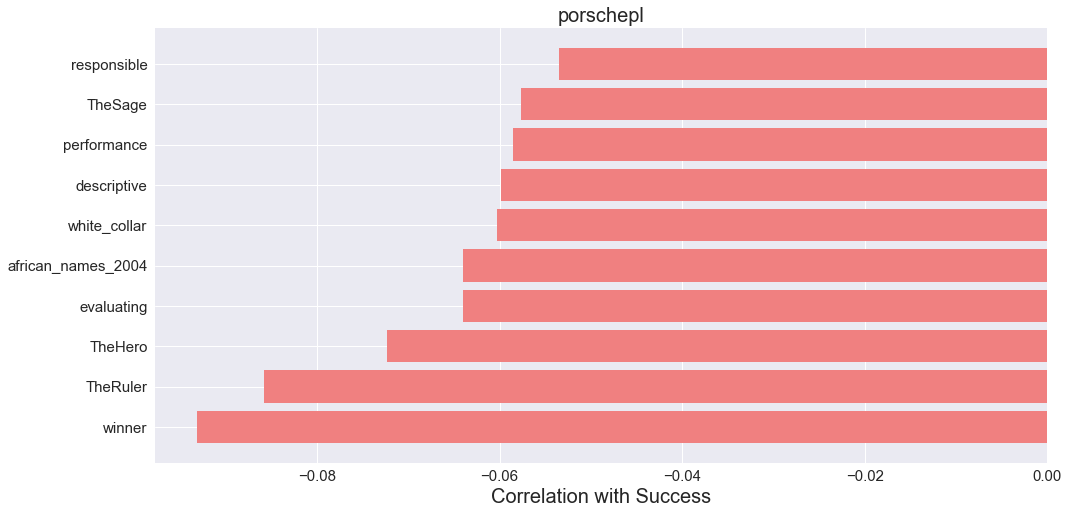 porschepl
responsible
TheSage
performance
descriptive
white_collar
african_names_2004
evaluating
TheHero
TheRuler
winner
−0.08 −0.06 −0.04 −0.02 0.00
Correlation with Success